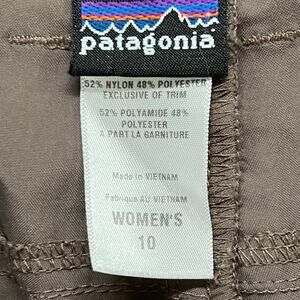 patagonia
52% NYLON 48% POLYESTER
EXCLUSIVE OF TRIM
52% POLYAMIDE 48%
POLYESTER
A PART LA GARNITURE
Made in VIETNAM
Fabriqué AU VIETNAM
WOMEN'S
10